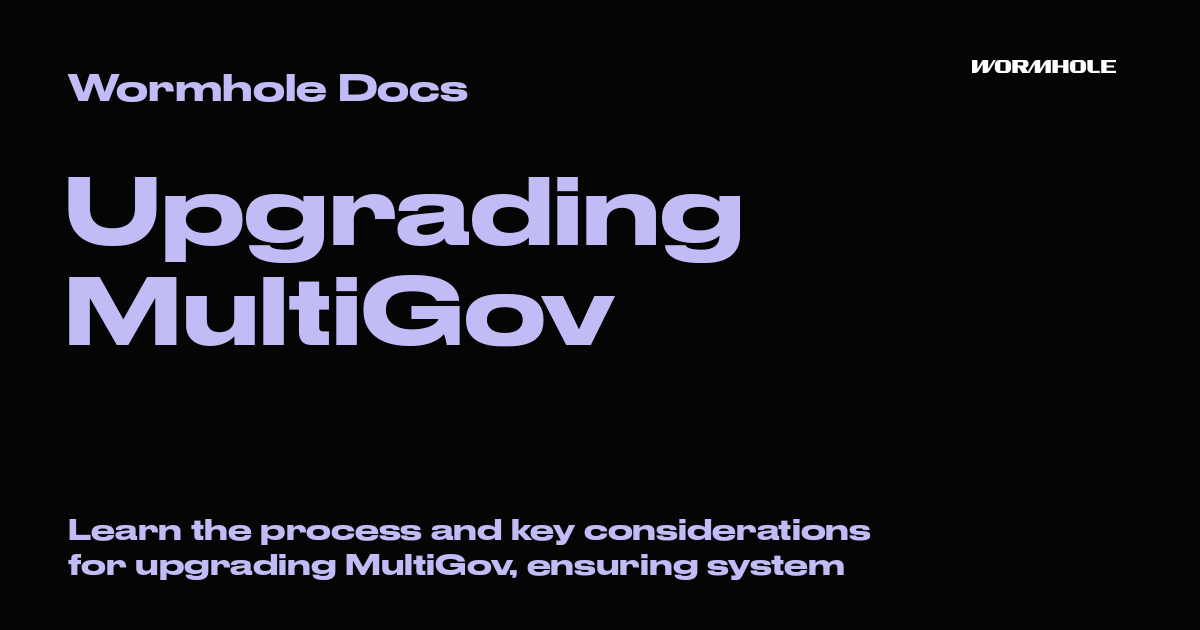 Wormhole Docs
WORMHOLE
Upgrading
MultiGov
Learn the process and key considerations
for upgrading MultiGov, ensuring system